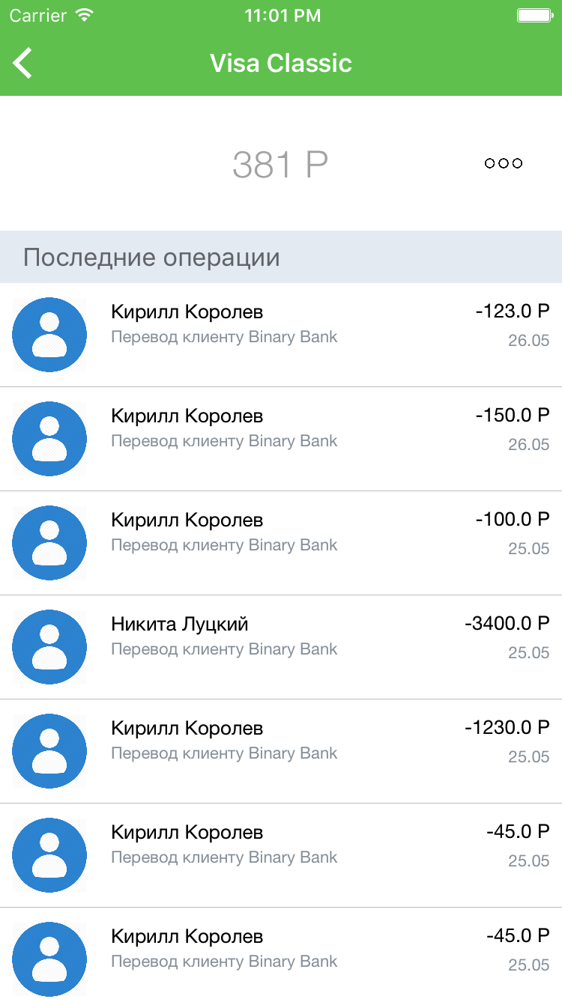 Carrier 11:01 PM
Visa Classic
381 Р
Последние операции
Кирилл Королев -123.0 Р
Перевод клиенту Binary Bank 26.05
Кирилл Королев -150.0 Р
Перевод клиенту Binary Bank 26.05
Кирилл Королев -100.0 Р
Перевод клиенту Binary Bank 25.05
Никита Луцкий -3400.0 Р
Перевод клиенту Binary Bank 25.05
Кирилл Королев -1230.0 Р
Перевод клиенту Binary Bank 25.05
Кирилл Королев -45.0 Р
Перевод клиенту Binary Bank 25.05
Кирилл Королев -45.0 Р
Перевод клиенту Binary Bank 25.05